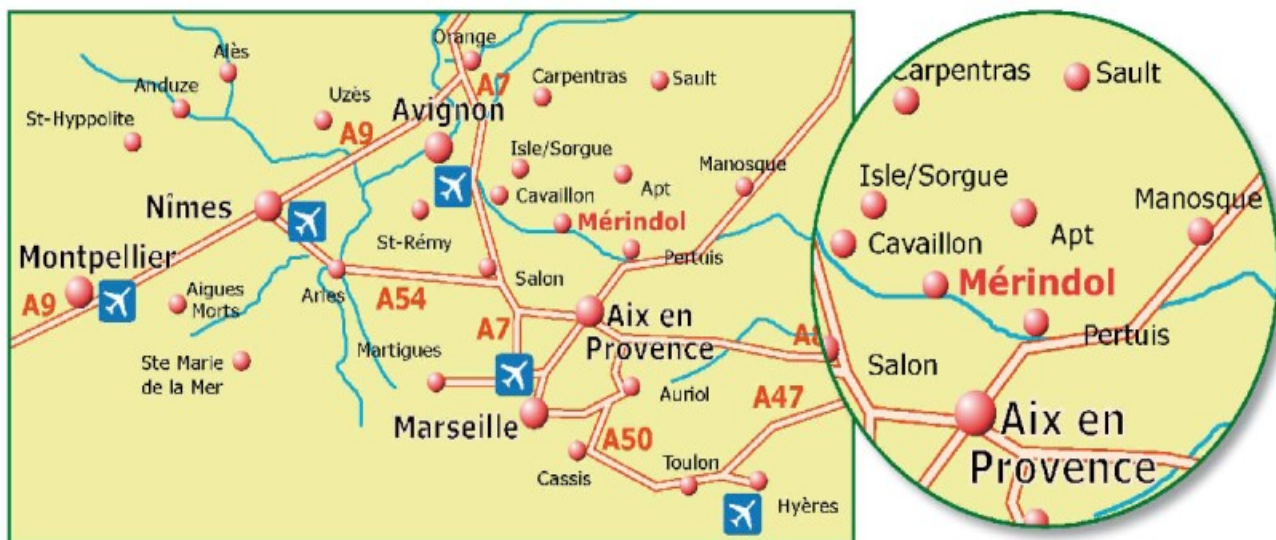 Orange
Alès
A7
Carpentras
Sault
Anduze
Uzès
Avignon
St-Hyppolite
A9
Isle/Sorgue
Manosque
Apt
Cavaillon
Nîmes
Mérindol
St-Rémy
Pertuis
Montpellier
Salon
Aigues
Morts
Arles
A54
A9
Aix en
Provence
A7
A8
Martigues
Ste Marie
de la Mer
Auriol
A47
Marseille
A50
Cassis
Toulon
Hyères
Carpentras
Sault
Isle/Sorgue
Manosque
Apt
Cavaillon
Mérindol
Pertuis
Salon
Aix en
Provence